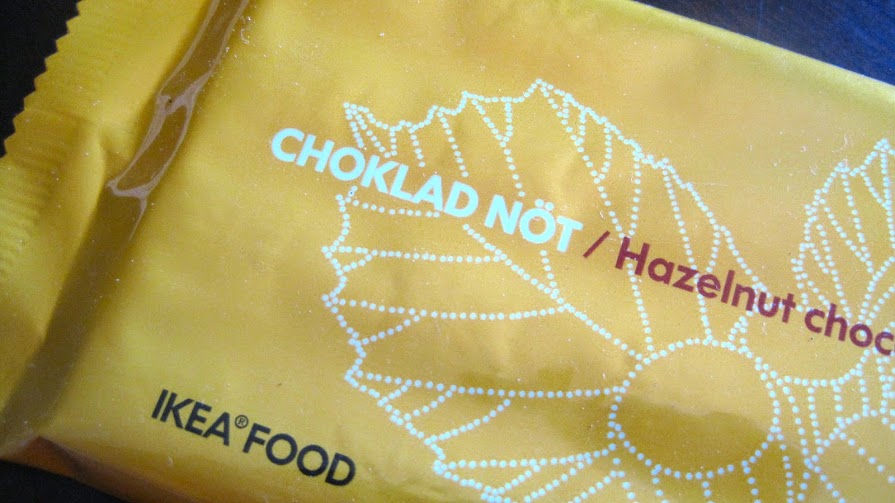 CHOKLAD NÖT / Hazelnut choc
IKEA® FOOD